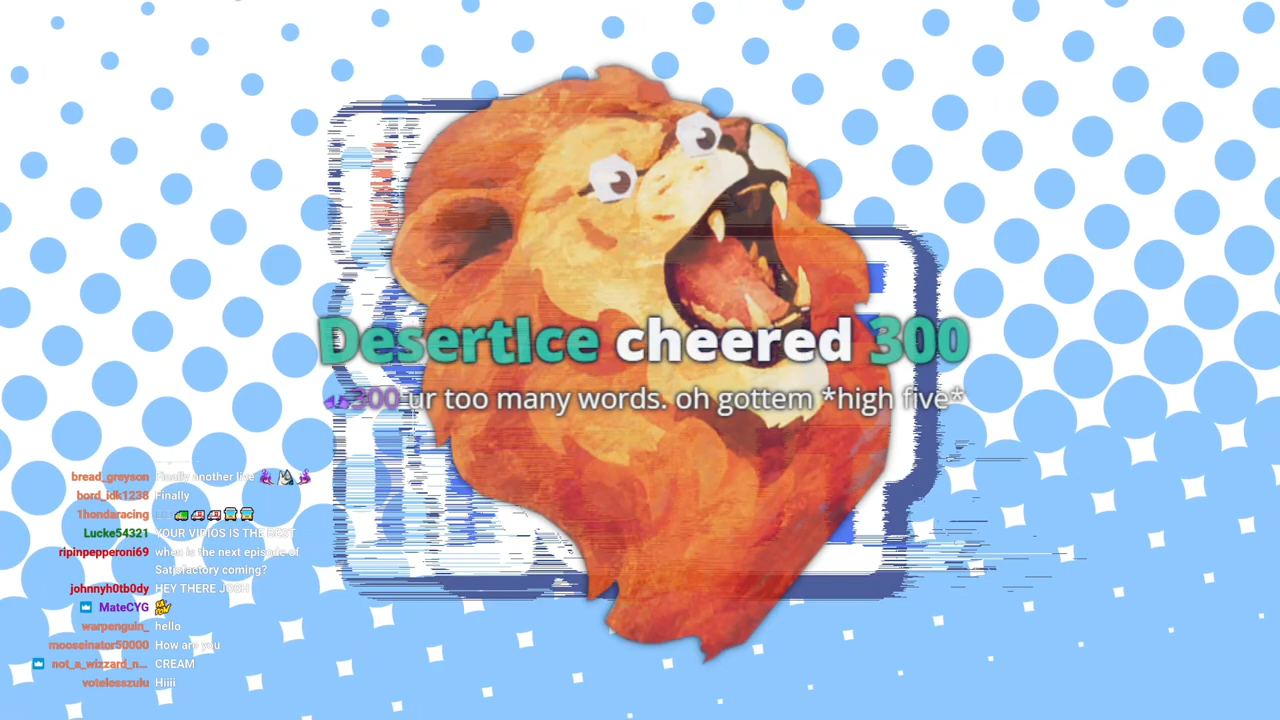 DesertIce cheered 300
300 ur too many words. oh gottem *high five*
bread_greyson Finally another live
bord_idk1238 Finally
1hondaracing
Lucke54321 YOUR VIDIOS IS THE BEST
ripinpepperoni69 when is the next episode of
Satisfactory coming?
johnnyh0tb0dy HEY THERE JOSH
MateCYG
warpenguin_ hello
mooseinator50000 How are you
not_a_wizzard_n... CREAM
votelesszulu Hiiii